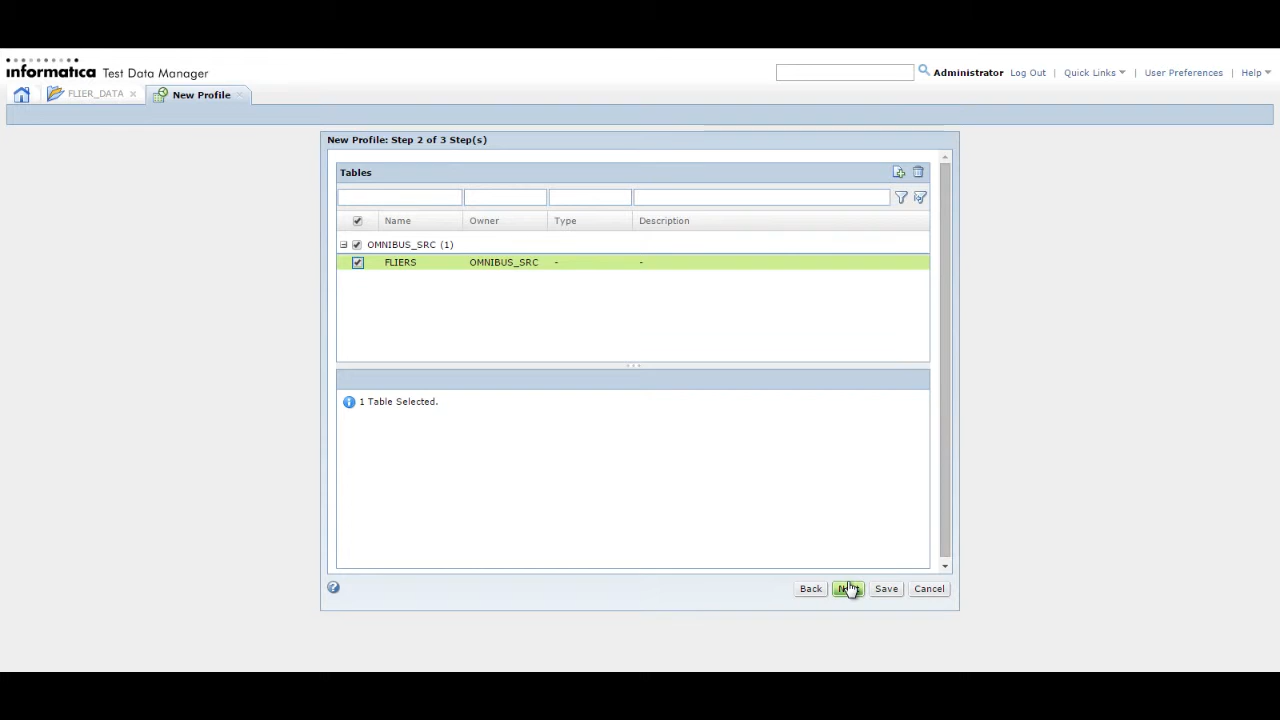 informatica Test Data Manager
Administrator Log Out | Quick Links | User Preferences | Help
FLIER_DATA
New Profile
New Profile: Step 2 of 3 Step(s)
Tables
Name Owner Type Description
OMNIBUS_SRC (1)
FLIERS OMNIBUS_SRC - -
1 Table Selected.
Back Save Cancel